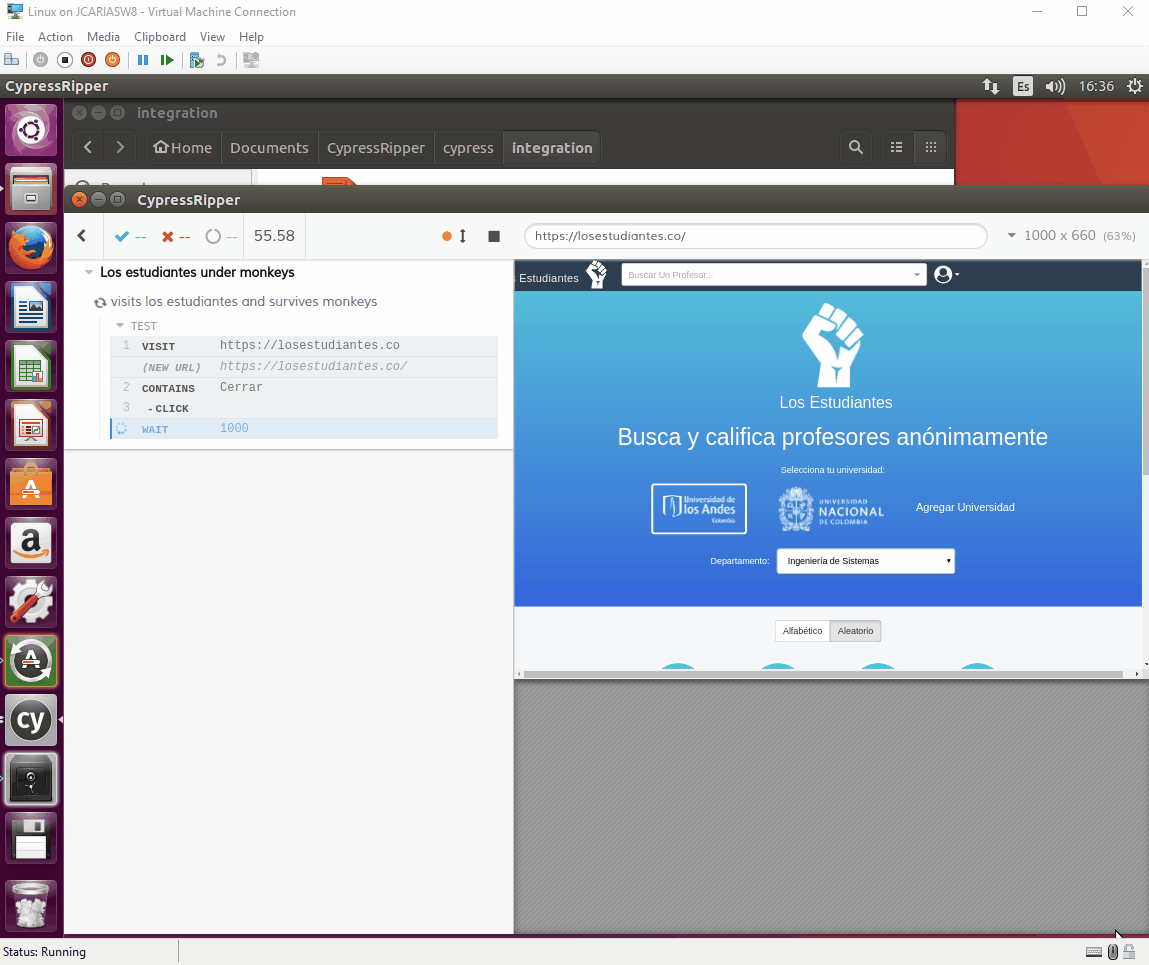 Linux on JCARIASW8 - Virtual Machine Connection
File Action Media Clipboard View Help
CypressRipper Es 16:36
integration
Home Documents CypressRipper cypress integration
CypressRipper
-- -- -- 55.58 https://losestudiantes.co/ 1000 x 660 (63%)
Los estudiantes under monkeys
visits los estudiantes and survives monkeys
TEST
1 VISIT https://losestudiantes.co
(NEW URL) https://losestudiantes.co/
2 CONTAINS Cerrar
3 - CLICK
WAIT 1000
Estudiantes Buscar Un Profesor...
Los Estudiantes
Busca y califica profesores anónimamente
Selecciona tu universidad:
Universidad de
los Andes
Colombia
UNIVERSIDAD
NACIONAL
DE COLOMBIA
Agregar Universidad
Departamento: Ingeniería de Sistemas
Alfabético Aleatorio
cy
Status: Running